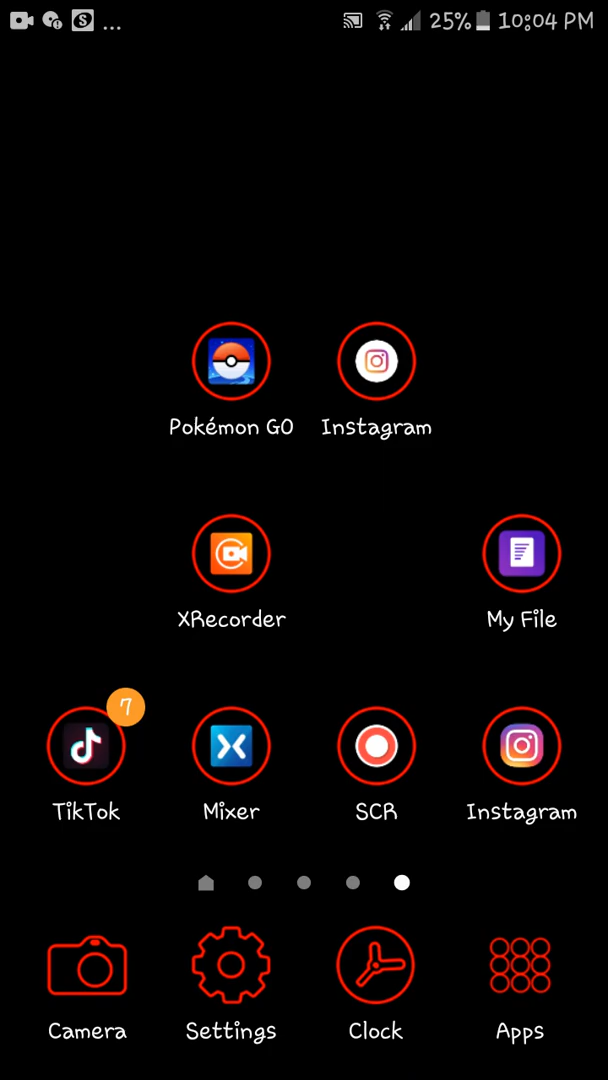 ... 25% 10:04 PM
Pokémon GO Instagram
XRecorder My File
7
TikTok Mixer SCR Instagram
Camera Settings Clock Apps